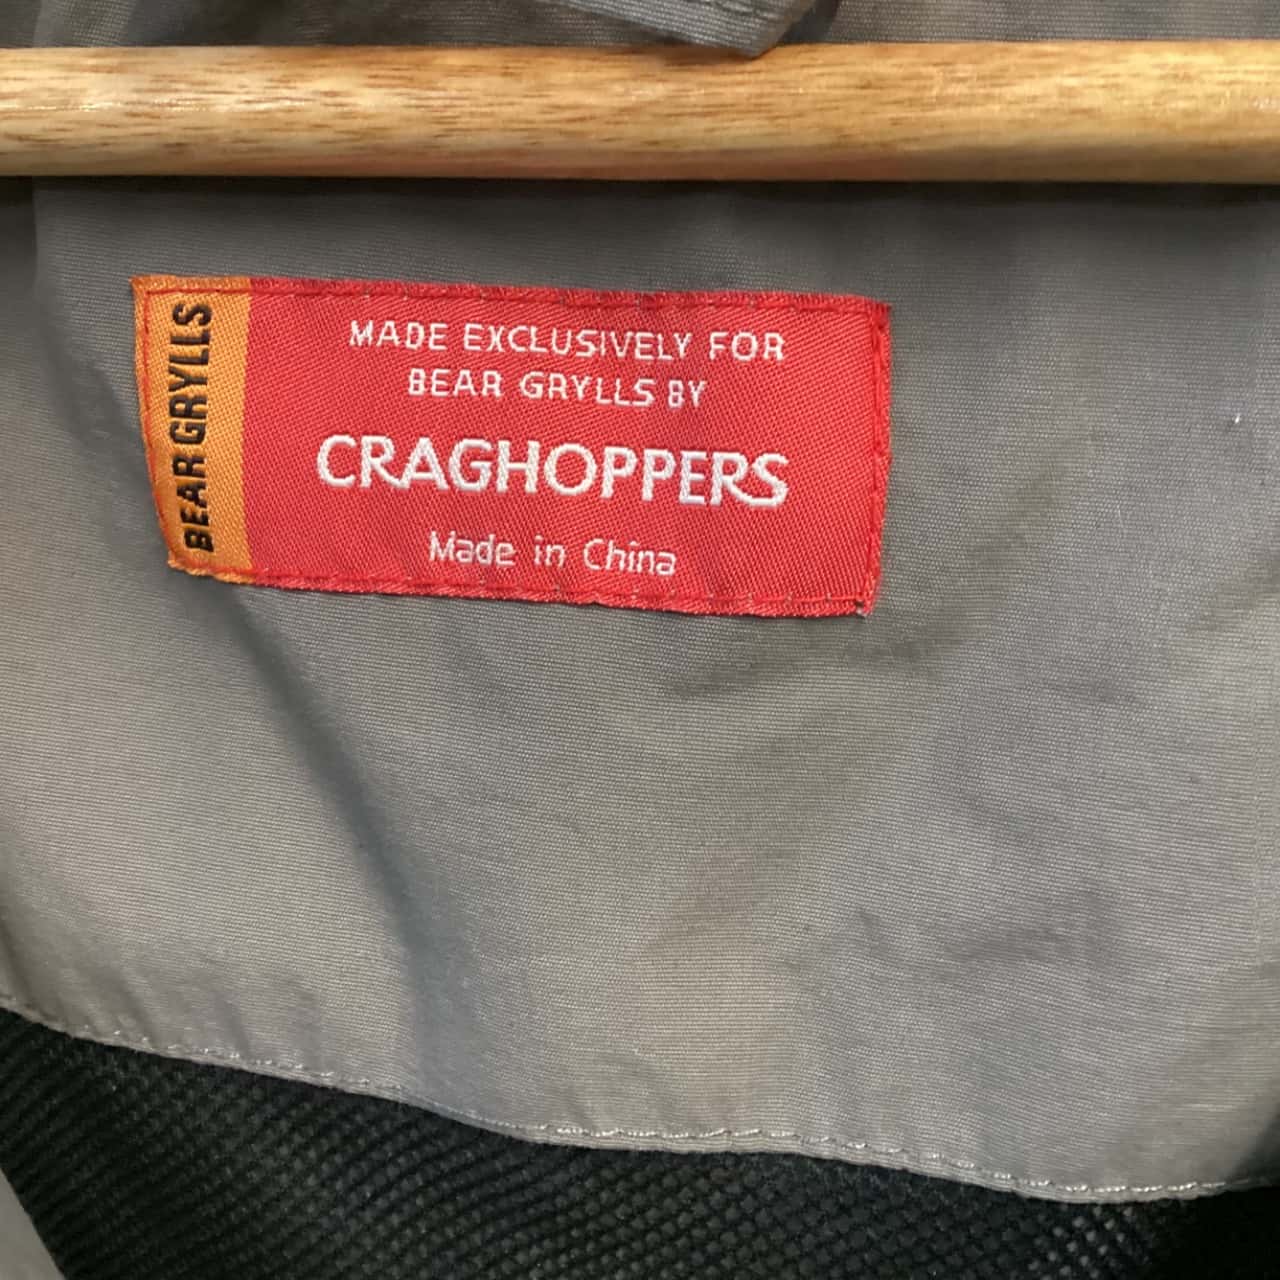 BEAR GRYLLS
MADE EXCLUSIVELY FOR
BEAR GRYLLS BY
CRAGHOPPERS
Made in China